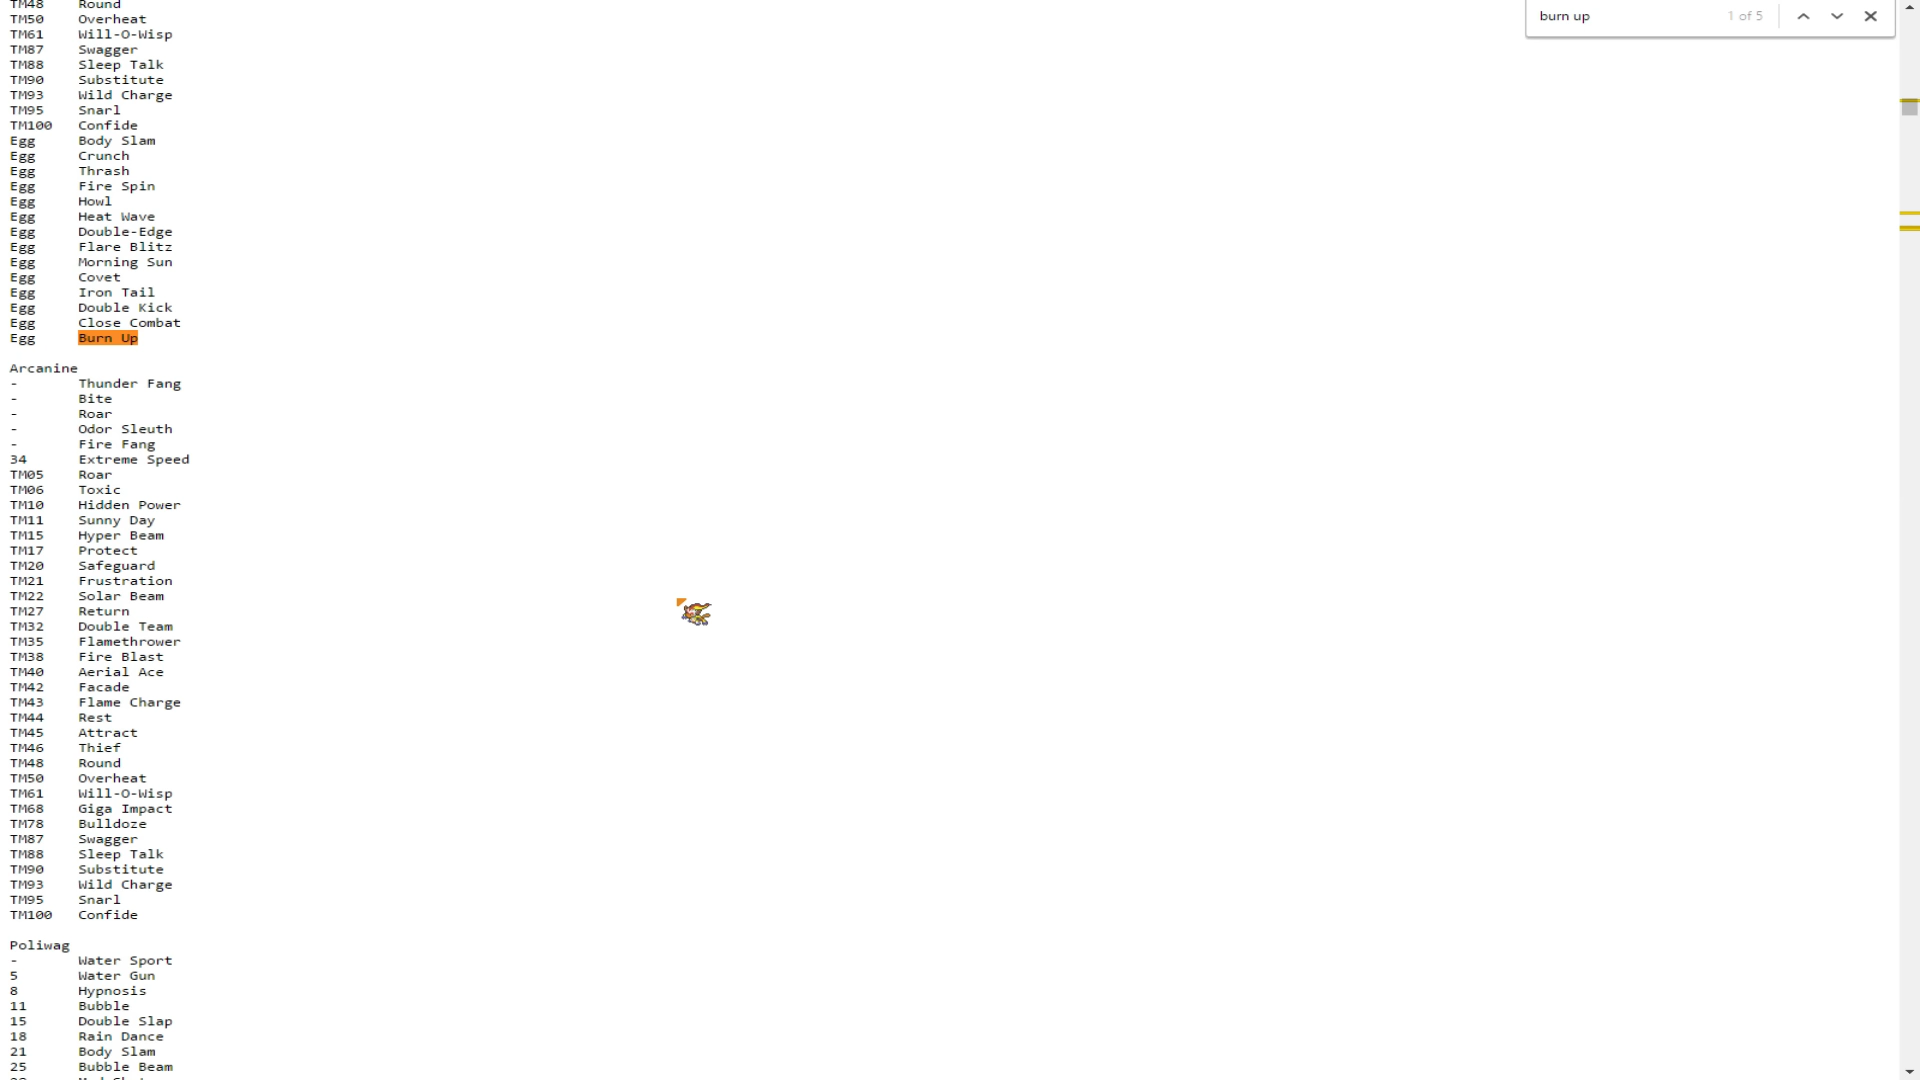 TM48 Round
TM50 Overheat
TM61 Will-O-Wisp
TM87 Swagger
TM88 Sleep Talk
TM90 Substitute
TM93 Wild Charge
TM95 Snarl
TM100 Confide
Egg Body Slam
Egg Crunch
Egg Thrash
Egg Fire Spin
Egg Howl
Egg Heat Wave
Egg Double-Edge
Egg Flare Blitz
Egg Morning Sun
Egg Covet
Egg Iron Tail
Egg Double Kick
Egg Close Combat
Egg Burn Up
Arcanine
- Thunder Fang
- Bite
- Roar
- Odor Sleuth
- Fire Fang
34 Extreme Speed
TM05 Roar
TM06 Toxic
TM10 Hidden Power
TM11 Sunny Day
TM15 Hyper Beam
TM17 Protect
TM20 Safeguard
TM21 Frustration
TM22 Solar Beam
TM27 Return
TM32 Double Team
TM35 Flamethrower
TM38 Fire Blast
TM40 Aerial Ace
TM42 Facade
TM43 Flame Charge
TM44 Rest
TM45 Attract
TM46 Thief
TM48 Round
TM50 Overheat
TM61 Will-O-Wisp
TM68 Giga Impact
TM78 Bulldoze
TM87 Swagger
TM88 Sleep Talk
TM90 Substitute
TM93 Wild Charge
TM95 Snarl
TM100 Confide
Poliwag
- Water Sport
5 Water Gun
8 Hypnosis
11 Bubble
15 Double Slap
18 Rain Dance
21 Body Slam
25 Bubble Beam
burn up 1 of 5